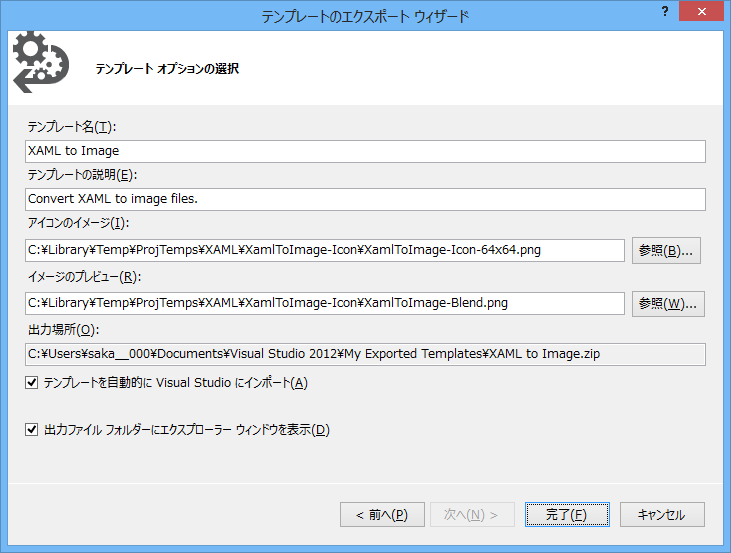 テンプレートのエクスポート ウィザード
?
テンプレート オプションの選択
テンプレート名(T):
XAML to Image
テンプレートの説明(E):
Convert XAML to image files.
アイコンのイメージ(I):
C:¥Library¥Temp¥ProjTemps¥XAML¥XamlToImage-Icon¥XamlToImage-Icon-64x64.png
参照(B)...
イメージのプレビュー(R):
C:¥Library¥Temp¥ProjTemps¥XAML¥XamlToImage-Icon¥XamlToImage-Blend.png
参照(W)...
出力場所(O):
C:¥Users¥saka__000¥Documents¥Visual Studio 2012¥My Exported Templates¥XAML to Image.zip
テンプレートを自動的に Visual Studio にインポート(A)
出力ファイル フォルダーにエクスプローラー ウィンドウを表示(D)
< 前へ(P)
次へ(N) >
完了(F)
キャンセル